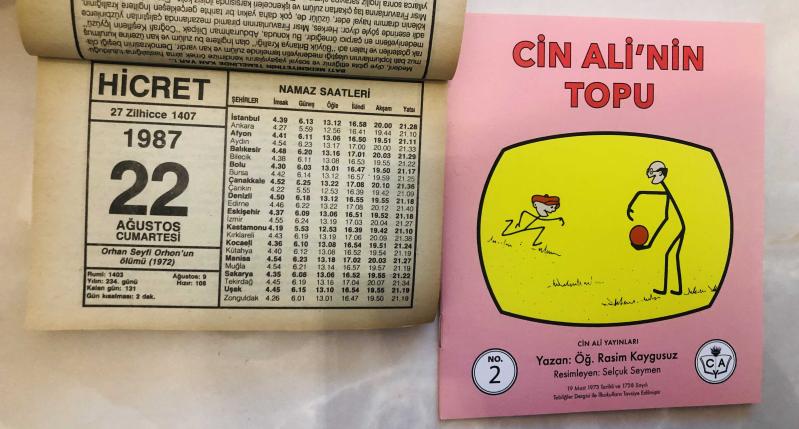 HİCRET
27 Zilhicce 1407
1987
22
AĞUSTOS
CUMARTESİ
Orhan Seyfi Orhon'un
ölümü (1972)
Rumi: 1403 Ağustos: 9
Yılın: 234. günü Hızır: 108
Kalan gün: 131
Gün kısalması: 2 dak.
NAMAZ SAATLERİ
ŞEHİRLER İmsak Güneş Öğle İkindi Akşam Yatsı
İstanbul 4.39 6.13 13.12 16.58 20.00 21.28
Ankara 4.27 5.59 12.56 16.41 19.44 21.10
Afyon 4.41 6.11 13.06 16.50 19.51 21.11
Aydın 4.54 6.23 13.17 17.00 20.00 21.33
Balıkesir 4.48 6.20 13.16 17.01 20.03 21.29
Bilecik 4.38 6.11 13.08 16.53 19.55 21.22
Bolu 4.30 6.03 13.01 16.47 19.50 21.17
Bursa 4.42 6.14 13.12 16.57 19.59 21.25
Çanakkale 4.52 6.25 13.22 17.08 20.10 21.36
Çankırı 4.22 5.55 12.53 16.39 19.42 21.09
Denizli 4.50 6.18 13.12 16.55 19.55 21.18
Edirne 4.46 6.22 13.22 17.08 20.12 21.40
Eskişehir 4.37 6.09 13.06 16.51 19.52 21.18
İzmir 4.55 6.24 13.19 17.03 20.04 21.27
Kastamonu 4.19 5.53 12.53 16.39 19.42 21.10
Kırklareli 4.43 6.19 13.19 17.06 20.09 21.38
Kocaeli 4.36 6.10 13.08 16.54 19.51 21.24
Kütahya 4.40 6.12 13.08 16.52 19.54 21.19
Manisa 4.53 6.23 13.18 17.02 20.03 21.27
Muğla 4.54 6.21 13.14 16.57 19.57 21.19
Sakarya 4.35 6.08 13.06 16.52 19.55 21.22
Tekirdağ 4.45 6.19 13.16 17.04 20.07 21.34
Uşak 4.45 6.15 13.10 16.54 19.55 21.19
Zonguldak 4.26 6.01 13.01 16.47 19.50 21.19
CİN ALİ'NİN
TOPU
CİN ALİ YAYINLARI
NO.
2
Yazan: Öğ. Rasim Kaygusuz
Resimleyen: Selçuk Seymen
19 Mart 1973 Tarihli ve 1738 Sayılı
Tebliğler Dergisi ile İlkokullara Tavsiye Edilmiştir
C A
Y